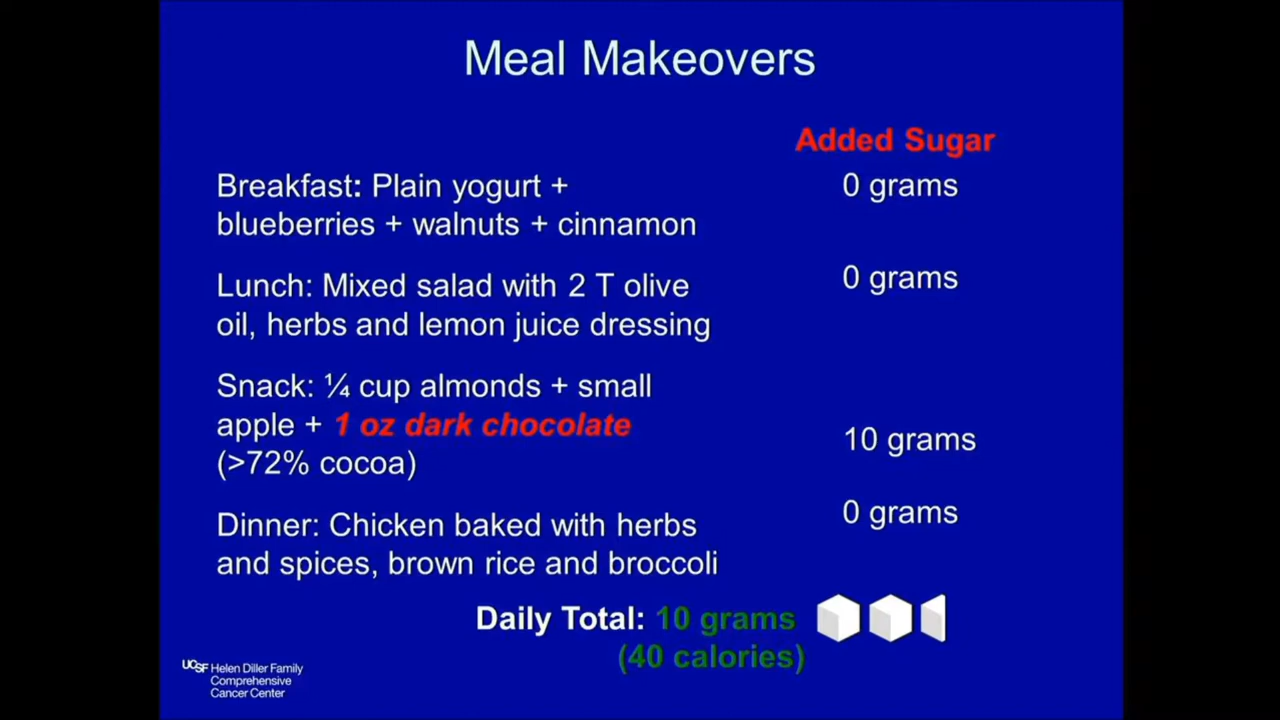 Meal Makeovers
Added Sugar
Breakfast: Plain yogurt +
blueberries + walnuts + cinnamon
0 grams
Lunch: Mixed salad with 2 T olive
oil, herbs and lemon juice dressing
0 grams
Snack: ¼ cup almonds + small
apple + 1 oz dark chocolate
(>72% cocoa)
10 grams
Dinner: Chicken baked with herbs
and spices, brown rice and broccoli
0 grams
Daily Total: 10 grams
(40 calories)
UCSF Helen Diller Family
Comprehensive
Cancer Center